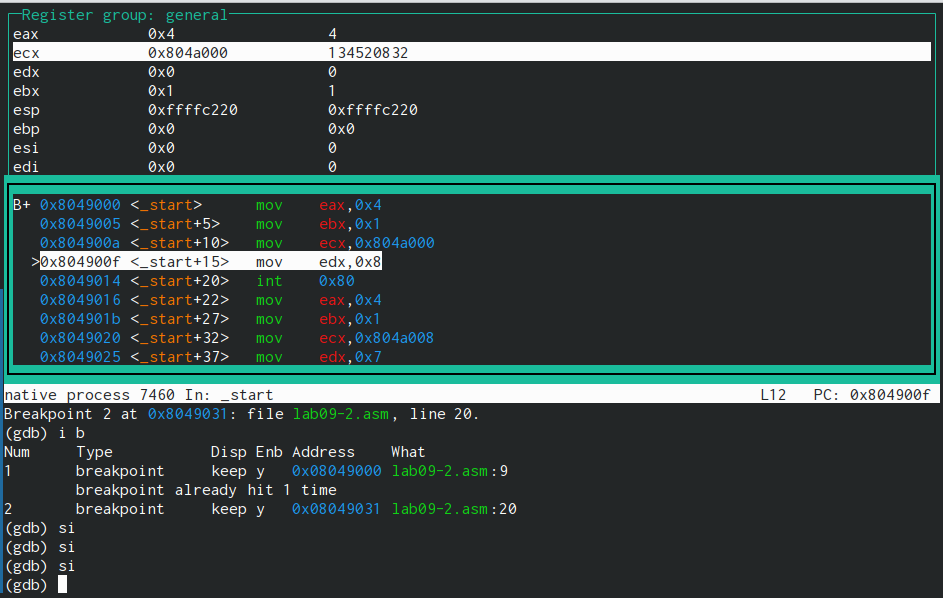 Register group: general
eax 0x4 4
ecx 0x804a000 134520832
edx 0x0 0
ebx 0x1 1
esp 0xffffc220 0xffffc220
ebp 0x0 0x0
esi 0x0 0
edi 0x0 0
B+ 0x8049000 <_start> mov eax,0x4
0x8049005 <_start+5> mov ebx,0x1
0x804900a <_start+10> mov ecx,0x804a000
>0x804900f <_start+15> mov edx,0x8
0x8049014 <_start+20> int 0x80
0x8049016 <_start+22> mov eax,0x4
0x804901b <_start+27> mov ebx,0x1
0x8049020 <_start+32> mov ecx,0x804a008
0x8049025 <_start+37> mov edx,0x7
native process 7460 In: _start L12 PC: 0x804900f
Breakpoint 2 at 0x8049031: file lab09-2.asm, line 20.
(gdb) i b
Num Type Disp Enb Address What
1 breakpoint keep y 0x08049000 lab09-2.asm:9
breakpoint already hit 1 time
2 breakpoint keep y 0x08049031 lab09-2.asm:20
(gdb) si
(gdb) si
(gdb) si
(gdb)